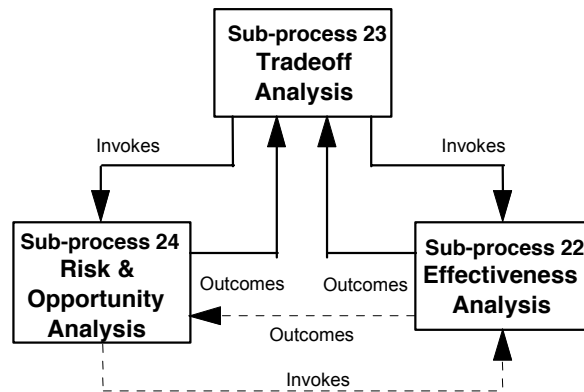 Sub-process 23
Tradeoff
Analysis
Invokes
Invokes
Sub-process 24
Risk &
Opportunity
Analysis
Sub-process 22
Effectiveness
Analysis
Outcomes
Outcomes
Outcomes
Invokes